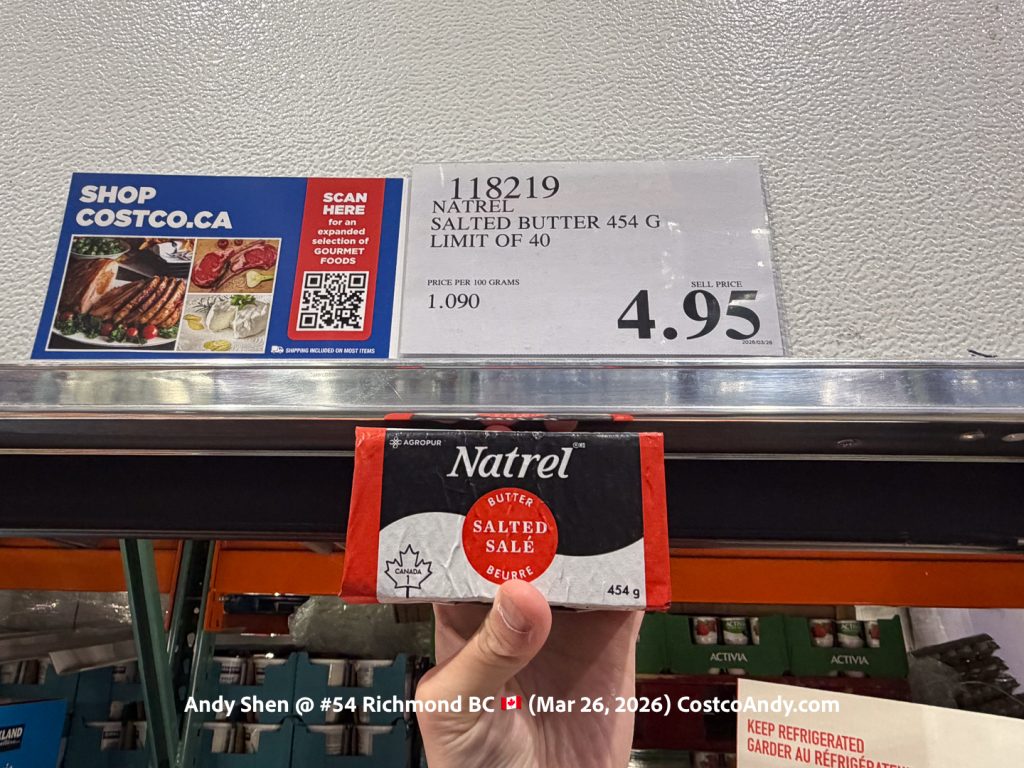 SHOP
COSTCO.CA
SCAN
HERE
for an
expanded
selection of
GOURMET
FOODS
SHIPPING INCLUDED ON MOST ITEMS
118219
NATREL
SALTED BUTTER 454 G
LIMIT OF 40
PRICE PER 100 GRAMS
1.090
SELL PRICE
4.95
2026/03/26
AGROPUR
Natrel
BUTTER
SALTED
SALÉ
BEURRE
CANADA
454 g
ACTIVIA
ACTIVIA
Andy Shen @ #54 Richmond BC 🇨🇦 (Mar 26, 2026) CostcoAndy.com
KEEP REFRIGERATED
GARDER AU